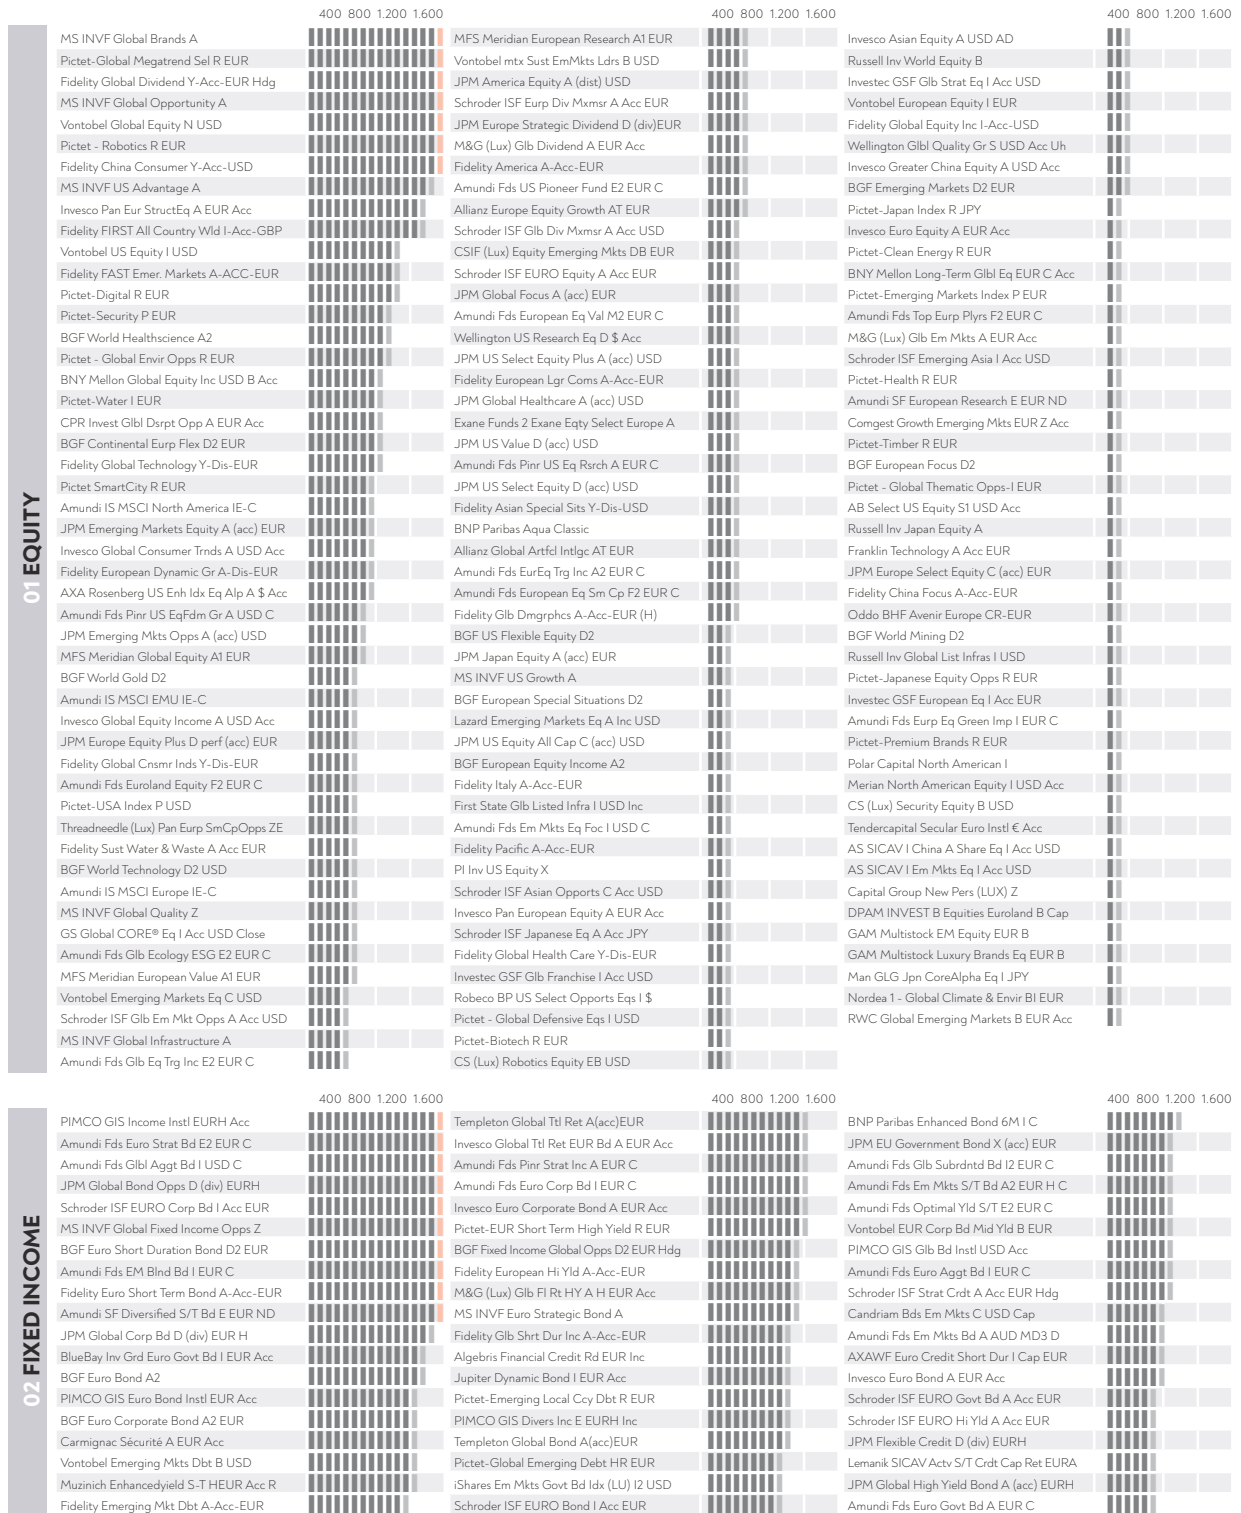 400 800 1.200 1.600
01 EQUITY
MS INVF Global Brands A
Pictet-Global Megatrend Sel R EUR
Fidelity Global Dividend Y-Acc-EUR Hdg
MS INVF Global Opportunity A
Vontobel Global Equity N USD
Pictet - Robotics R EUR
Fidelity China Consumer Y-Acc-USD
MS INVF US Advantage A
Invesco Pan Eur StructEq A EUR Acc
Fidelity FIRST All Country Wld I-Acc-GBP
Vontobel US Equity I USD
Fidelity FAST Emer. Markets A-ACC-EUR
Pictet-Digital R EUR
Pictet-Security P EUR
BGF World Healthscience A2
Pictet - Global Envir Opps R EUR
BNY Mellon Global Equity Inc USD B Acc
Pictet-Water I EUR
CPR Invest Glbl Dsrpt Opp A EUR Acc
BGF Continental Eurp Flex D2 EUR
Fidelity Global Technology Y-Dis-EUR
Pictet SmartCity R EUR
Amundi IS MSCI North America IE-C
JPM Emerging Markets Equity A (acc) EUR
Invesco Global Consumer Trnds A USD Acc
Fidelity European Dynamic Gr A-Dis-EUR
AXA Rosenberg US Enh Idx Eq Alp A $ Acc
Amundi Fds Pinr US EqFdm Gr A USD C
JPM Emerging Mkts Opps A (acc) USD
MFS Meridian Global Equity A1 EUR
BGF World Gold D2
Amundi IS MSCI EMU IE-C
Invesco Global Equity Income A USD Acc
JPM Europe Equity Plus D perf (acc) EUR
Fidelity Global Cnsmr Inds Y-Dis-EUR
Amundi Fds Euroland Equity F2 EUR C
Pictet-USA Index P USD
Threadneedle (Lux) Pan Eurp SmCpOpps ZE
Fidelity Sust Water & Waste A Acc EUR
BGF World Technology D2 USD
Amundi IS MSCI Europe IE-C
MS INVF Global Quality Z
GS Global CORE® Eq I Acc USD Close
Amundi Fds Glb Ecology ESG E2 EUR C
MFS Meridian European Value A1 EUR
Vontobel Emerging Markets Eq C USD
Schroder ISF Glb Em Mkt Opps A Acc USD
MS INVF Global Infrastructure A
Amundi Fds Glb Eq Trg Inc E2 EUR C
400 800 1.200 1.600
MFS Meridian European Research A1 EUR
Vontobel mtx Sust EmMkts Ldrs B USD
JPM America Equity A (dist) USD
Schroder ISF Eurp Div Mxmsr A Acc EUR
JPM Europe Strategic Dividend D (div)EUR
M&G (Lux) Glb Dividend A EUR Acc
Fidelity America A-Acc-EUR
Amundi Fds US Pioneer Fund E2 EUR C
Allianz Europe Equity Growth AT EUR
Schroder ISF Glb Div Mxmsr A Acc USD
CSIF (Lux) Equity Emerging Mkts DB EUR
Schroder ISF EURO Equity A Acc EUR
JPM Global Focus A (acc) EUR
Amundi Fds European Eq Val M2 EUR C
Wellington US Research Eq D $ Acc
JPM US Select Equity Plus A (acc) USD
Fidelity European Lgr Coms A-Acc-EUR
JPM Global Healthcare A (acc) USD
Exane Funds 2 Exane Eqty Select Europe A
JPM US Value D (acc) USD
Amundi Fds Pinr US Eq Rsrch A EUR C
JPM US Select Equity D (acc) USD
Fidelity Asian Special Sits Y-Dis-USD
BNP Paribas Aqua Classic
Allianz Global Artfcl Intlgc AT EUR
Amundi Fds EurEq Trg Inc A2 EUR C
Amundi Fds European Eq Sm Cp F2 EUR C
Fidelity Glb Dmgrphcs A-Acc-EUR (H)
BGF US Flexible Equity D2
JPM Japan Equity A (acc) EUR
MS INVF US Growth A
BGF European Special Situations D2
Lazard Emerging Markets Eq A Inc USD
JPM US Equity All Cap C (acc) USD
BGF European Equity Income A2
Fidelity Italy A-Acc-EUR
First State Glb Listed Infra I USD Inc
Amundi Fds Em Mkts Eq Foc I USD C
Fidelity Pacific A-Acc-EUR
PI Inv US Equity X
Schroder ISF Asian Opports C Acc USD
Invesco Pan European Equity A EUR Acc
Schroder ISF Japanese Eq A Acc JPY
Fidelity Global Health Care Y-Dis-EUR
Investec GSF Glb Franchise I Acc USD
Robeco BP US Select Opports Eqs I $
Pictet - Global Defensive Eqs I USD
Pictet-Biotech R EUR
CS (Lux) Robotics Equity EB USD
400 800 1.200 1.600
Invesco Asian Equity A USD AD
Russell Inv World Equity B
Investec GSF Glb Strat Eq I Acc USD
Vontobel European Equity I EUR
Fidelity Global Equity Inc I-Acc-USD
Wellington Glbl Quality Gr S USD Acc Uh
Invesco Greater China Equity A USD Acc
BGF Emerging Markets D2 EUR
Pictet-Japan Index R JPY
Invesco Euro Equity A EUR Acc
Pictet-Clean Energy R EUR
BNY Mellon Long-Term Glbl Eq EUR C Acc
Pictet-Emerging Markets Index P EUR
Amundi Fds Top Eurp Plyrs F2 EUR C
M&G (Lux) Glb Em Mkts A EUR Acc
Schroder ISF Emerging Asia I Acc USD
Pictet-Health R EUR
Amundi SF European Research E EUR ND
Comgest Growth Emerging Mkts EUR Z Acc
Pictet-Timber R EUR
BGF European Focus D2
Pictet - Global Thematic Opps-I EUR
AB Select US Equity S1 USD Acc
Russell Inv Japan Equity A
Franklin Technology A Acc EUR
JPM Europe Select Equity C (acc) EUR
Fidelity China Focus A-Acc-EUR
Oddo BHF Avenir Europe CR-EUR
BGF World Mining D2
Russell Inv Global List Infras I USD
Pictet-Japanese Equity Opps R EUR
Investec GSF European Eq I Acc EUR
Amundi Fds Eurp Eq Green Imp I EUR C
Pictet-Premium Brands R EUR
Polar Capital North American I
Merian North American Equity I USD Acc
CS (Lux) Security Equity B USD
Tendercapital Secular Euro Instl € Acc
AS SICAV I China A Share Eq I Acc USD
AS SICAV I Em Mkts Eq I Acc USD
Capital Group New Pers (LUX) Z
DPAM INVEST B Equities Euroland B Cap
GAM Multistock EM Equity EUR B
GAM Multistock Luxury Brands Eq EUR B
Man GLG Jpn CoreAlpha Eq I JPY
Nordea 1 - Global Climate & Envir BI EUR
RWC Global Emerging Markets B EUR Acc
400 800 1.200 1.600
02 FIXED INCOME
PIMCO GIS Income Instl EURH Acc
Amundi Fds Euro Strat Bd E2 EUR C
Amundi Fds Glbl Aggt Bd I USD C
JPM Global Bond Opps D (div) EURH
Schroder ISF EURO Corp Bd I Acc EUR
MS INVF Global Fixed Income Opps Z
BGF Euro Short Duration Bond D2 EUR
Amundi Fds EM Blnd Bd I EUR C
Fidelity Euro Short Term Bond A-Acc-EUR
Amundi SF Diversified S/T Bd E EUR ND
JPM Global Corp Bd D (div) EUR H
BlueBay Inv Grd Euro Govt Bd I EUR Acc
BGF Euro Bond A2
PIMCO GIS Euro Bond Instl EUR Acc
BGF Euro Corporate Bond A2 EUR
Carmignac Sécurité A EUR Acc
Vontobel Emerging Mkts Dbt B USD
Muzinich Enhancedyield S-T HEUR Acc R
Fidelity Emerging Mkt Dbt A-Acc-EUR
400 800 1.200 1.600
Templeton Global Ttl Ret A(acc)EUR
Invesco Global Ttl Ret EUR Bd A EUR Acc
Amundi Fds Pinr Strat Inc A EUR C
Amundi Fds Euro Corp Bd I EUR C
Invesco Euro Corporate Bond A EUR Acc
Pictet-EUR Short Term High Yield R EUR
BGF Fixed Income Global Opps D2 EUR Hdg
Fidelity European Hi Yld A-Acc-EUR
M&G (Lux) Glb Fl Rt HY A H EUR Acc
MS INVF Euro Strategic Bond A
Fidelity Glb Shrt Dur Inc A-Acc-EUR
Algebris Financial Credit Rd EUR Inc
Jupiter Dynamic Bond I EUR Acc
Pictet-Emerging Local Ccy Dbt R EUR
PIMCO GIS Divers Inc E EURH Inc
Templeton Global Bond A(acc)EUR
Pictet-Global Emerging Debt HR EUR
iShares Em Mkts Govt Bd Idx (LU) I2 USD
Schroder ISF EURO Bond I Acc EUR
400 800 1.200 1.600
BNP Paribas Enhanced Bond 6M I C
JPM EU Government Bond X (acc) EUR
Amundi Fds Glb Subrdntd Bd I2 EUR C
Amundi Fds Em Mkts S/T Bd A2 EUR H C
Amundi Fds Optimal Yld S/T E2 EUR C
Vontobel EUR Corp Bd Mid Yld B EUR
PIMCO GIS Glb Bd Instl USD Acc
Amundi Fds Euro Aggt Bd I EUR C
Schroder ISF Strat Crdt A Acc EUR Hdg
Candriam Bds Em Mkts C USD Cap
Amundi Fds Em Mkts Bd A AUD MD3 D
AXAWF Euro Credit Short Dur I Cap EUR
Invesco Euro Bond A EUR Acc
Schroder ISF EURO Govt Bd A Acc EUR
Schroder ISF EURO Hi Yld A Acc EUR
JPM Flexible Credit D (div) EURH
Lemanik SICAV Actv S/T Crdt Cap Ret EURA
JPM Global High Yield Bond A (acc) EURH
Amundi Fds Euro Govt Bd A EUR C